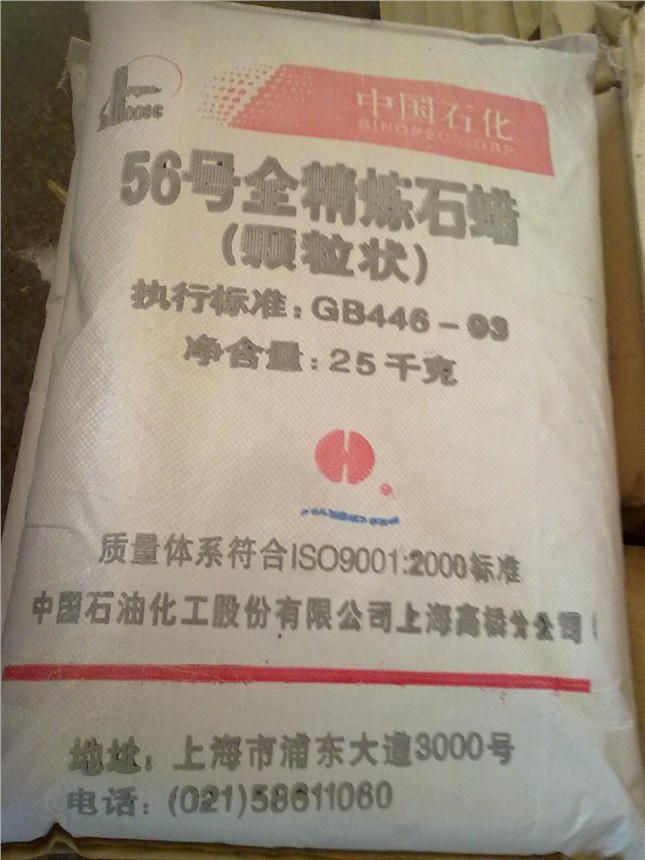 中国石化
SINOPEC CORP
56号全精炼石蜡
(颗粒状)
执行标准：GB446-93
净含量：25千克
质量体系符合ISO9001:2000标准
中国石油化工股份有限公司上海高桥分公司
地址：上海市浦东大道3000号
电话：(021)58611060